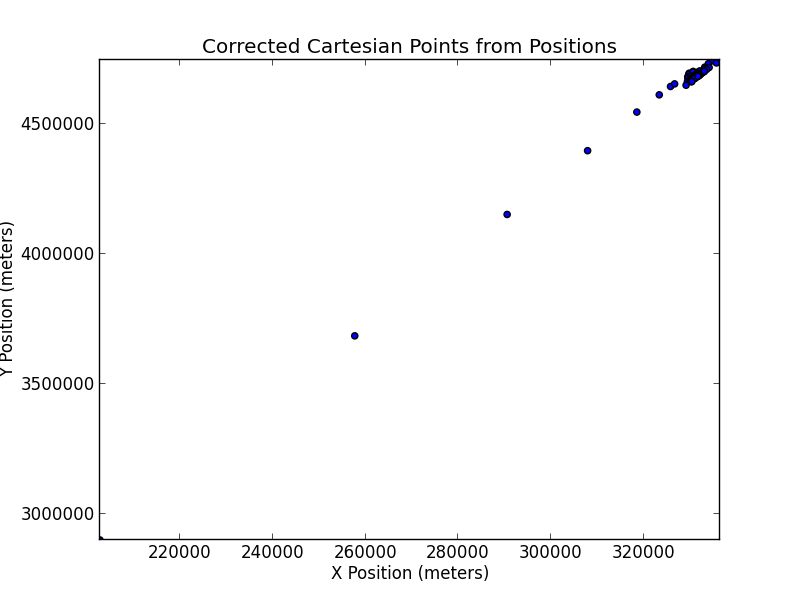 Corrected Cartesian Points from Positions
4500000
4000000
3500000
3000000
Y Position (meters)
220000 240000 260000 280000 300000 320000
X Position (meters)